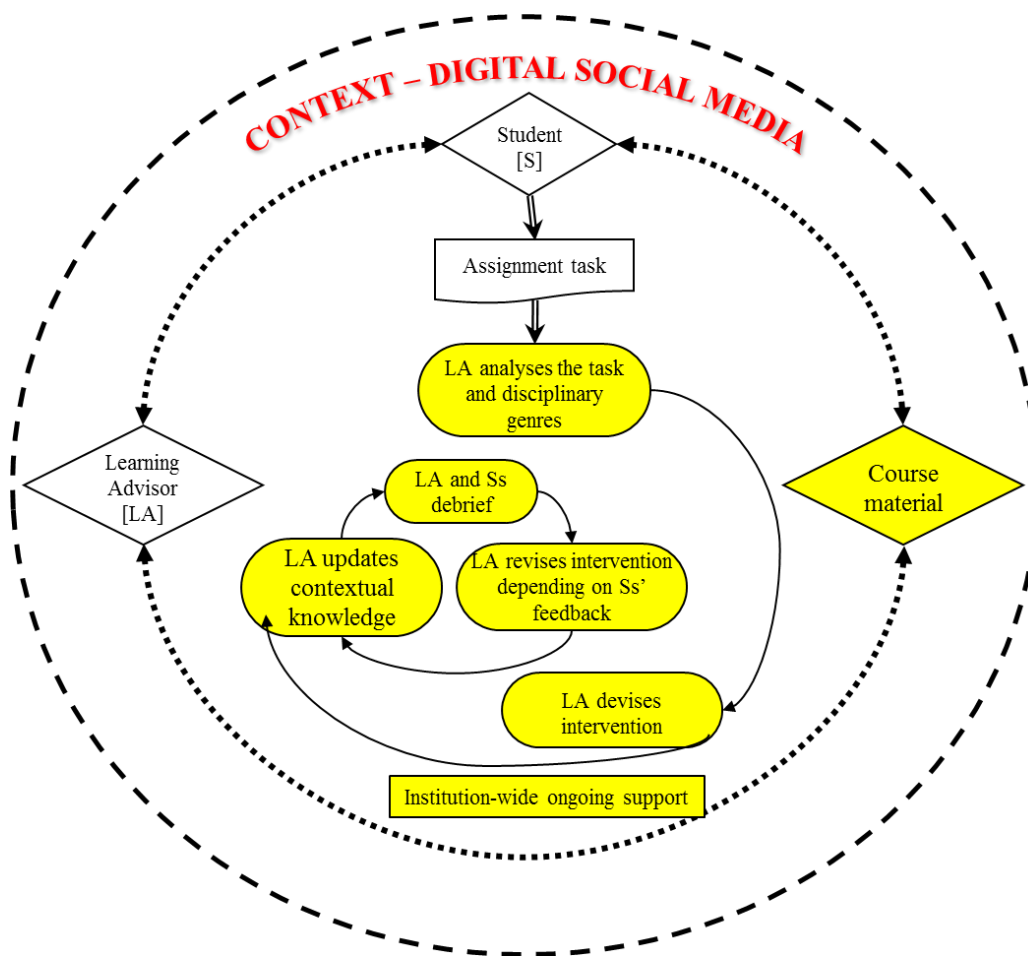 CONTEXT – DIGITAL SOCIAL MEDIA
Student
[S]
Assignment task
LA analyses the task
and disciplinary
genres
Learning
Advisor
[LA]
Course
material
LA and Ss
debrief
LA updates
contextual
knowledge
LA revises intervention
depending on Ss’
feedback
LA devises
intervention
Institution-wide ongoing support